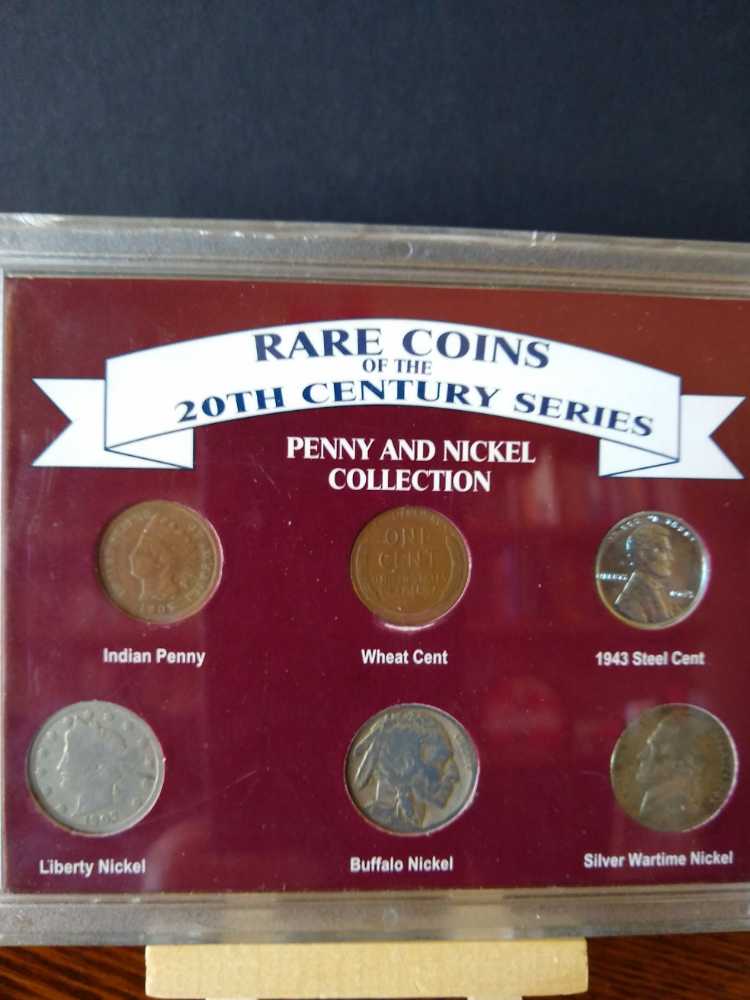 RARE COINS
OF THE
20TH CENTURY SERIES
PENNY AND NICKEL
COLLECTION
ONE
CENT
LIBERTY
Indian Penny
Wheat Cent
1943 Steel Cent
Liberty Nickel
Buffalo Nickel
Silver Wartime Nickel